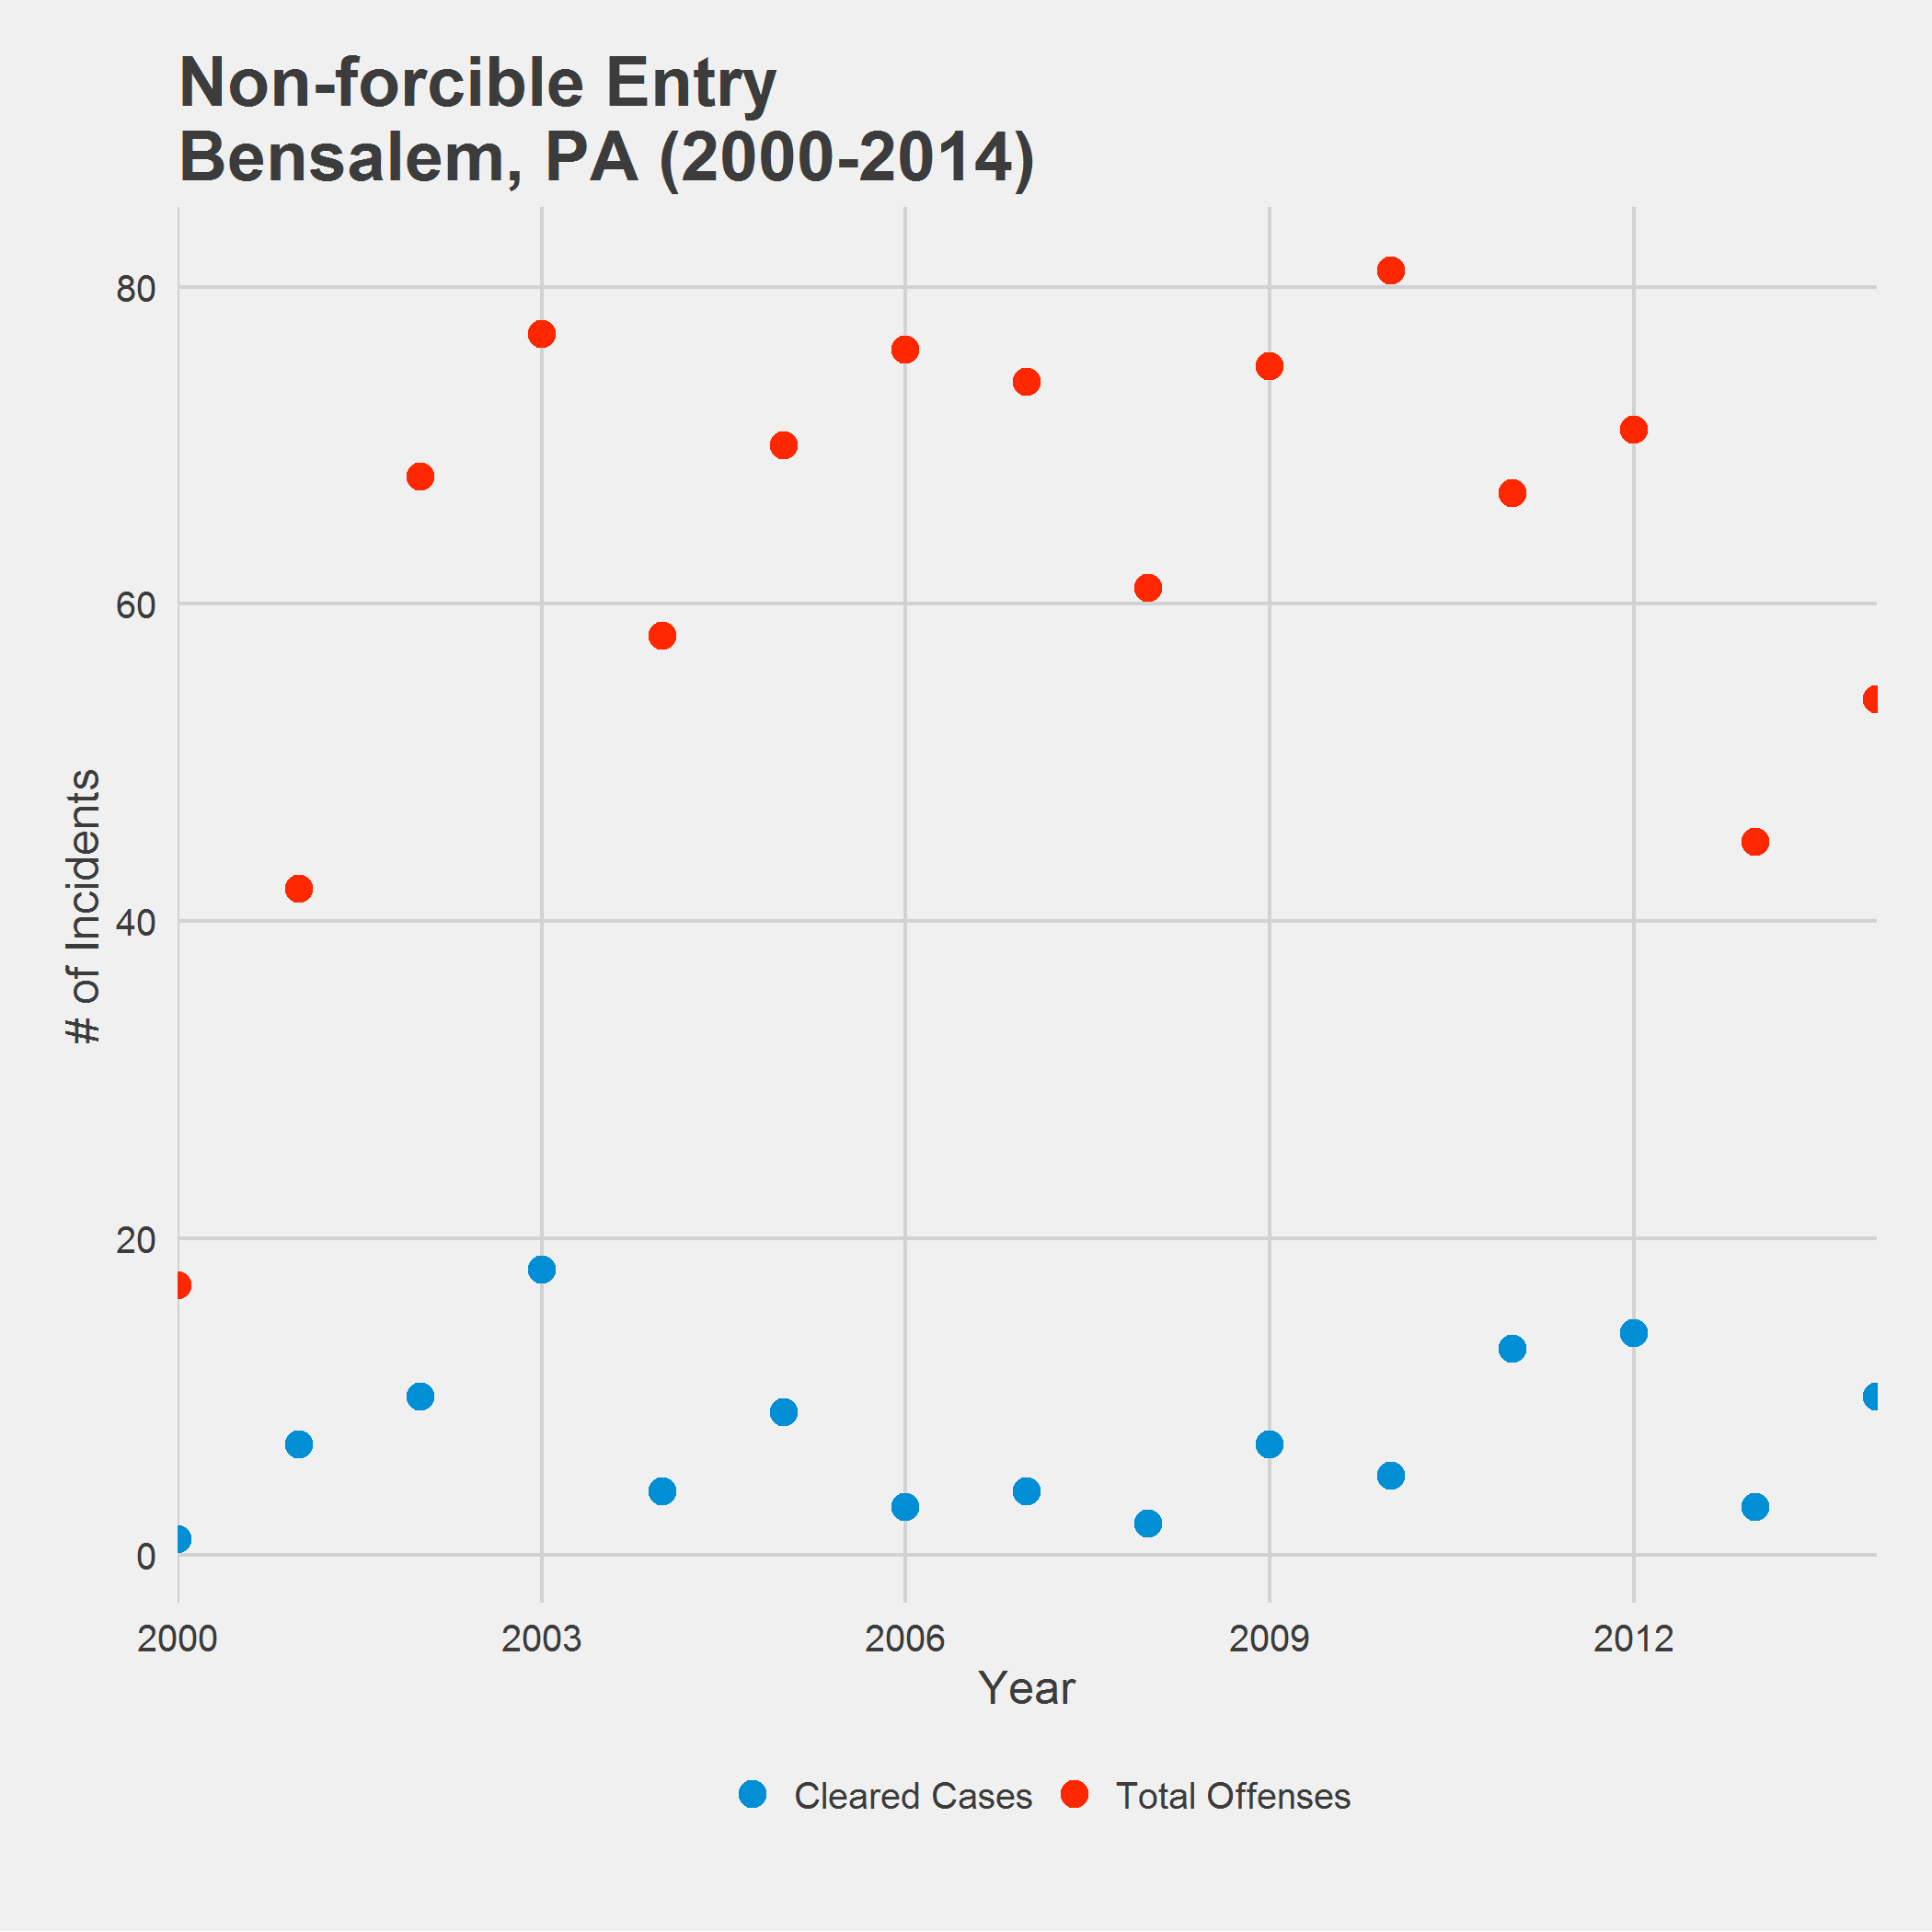 Non-forcible Entry
Bensalem, PA (2000-2014)
80
60
40
20
0
# of Incidents
2000 2003 2006 2009 2012
Year
Cleared Cases Total Offenses